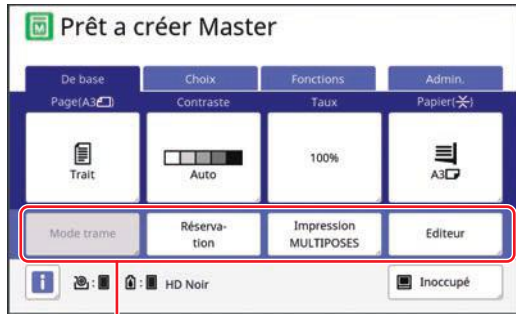 M Prêt a créer Master
De base Choix Fonctions Admin.
Page(A3) Contraste Taux Papier()
Trait Auto 100% A3
Mode trame Réserva-
tion Impression
MULTIPOSES Editeur
i : : HD Noir Inoccupé